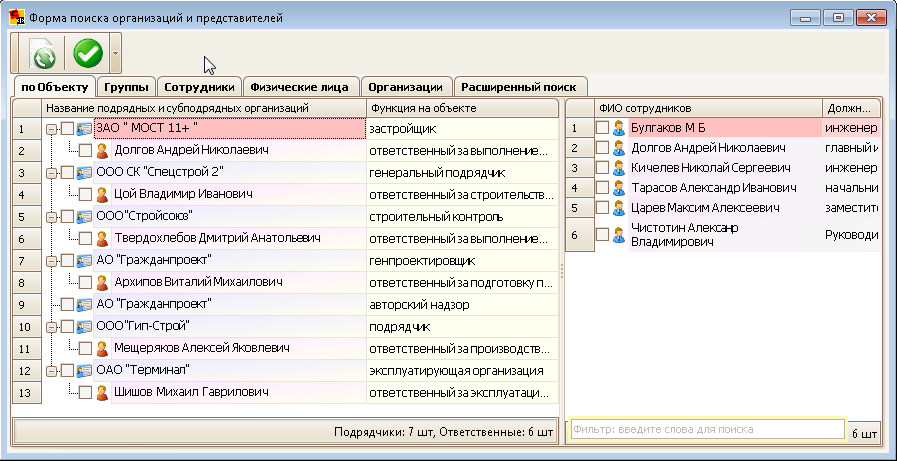 Форма поиска организаций и представителей
по Объекту Группы Сотрудники Физические лица Организации Расширенный поиск
Название подрядных и субподрядных организаций Функция на объекте
1 ЗАО " МОСТ 11+ " застройщик
2 Долгов Андрей Николаевич ответственный за выполнение...
3 ООО СК "Спецстрой 2" генеральный подрядчик
4 Цой Владимир Иванович ответственный за строительств...
5 ООО"Стройсоюз" строительный контроль
6 Твердохлебов Дмитрий Анатольевич ответственный за выполнение...
7 АО "Гражданпроект" генпроектировщик
8 Архипов Виталий Михайлович ответственный за подготовку п...
9 АО "Гражданпроект" авторский надзор
10 ООО"Гип-Строй" подрядчик
11 Мещеряков Алексей Яковлевич ответственный за производств...
12 ОАО "Терминал" эксплуатирующая организация
13 Шишов Михаил Гаврилович ответственный за эксплуатаци...
Подрядчики: 7 шт, Ответственные: 6 шт
ФИО сотрудников Должн...
1 Булгаков М Б инженер
2 Долгов Андрей Николаевич главный и
3 Кичелев Николай Сергеевич инженер
4 Тарасов Александр Иванович начальни
5 Царев Максим Алексеевич заместите
6 Чистотин Алексанр
Владимирович Руководи
Фильтр: введите слова для поиска 6 шт